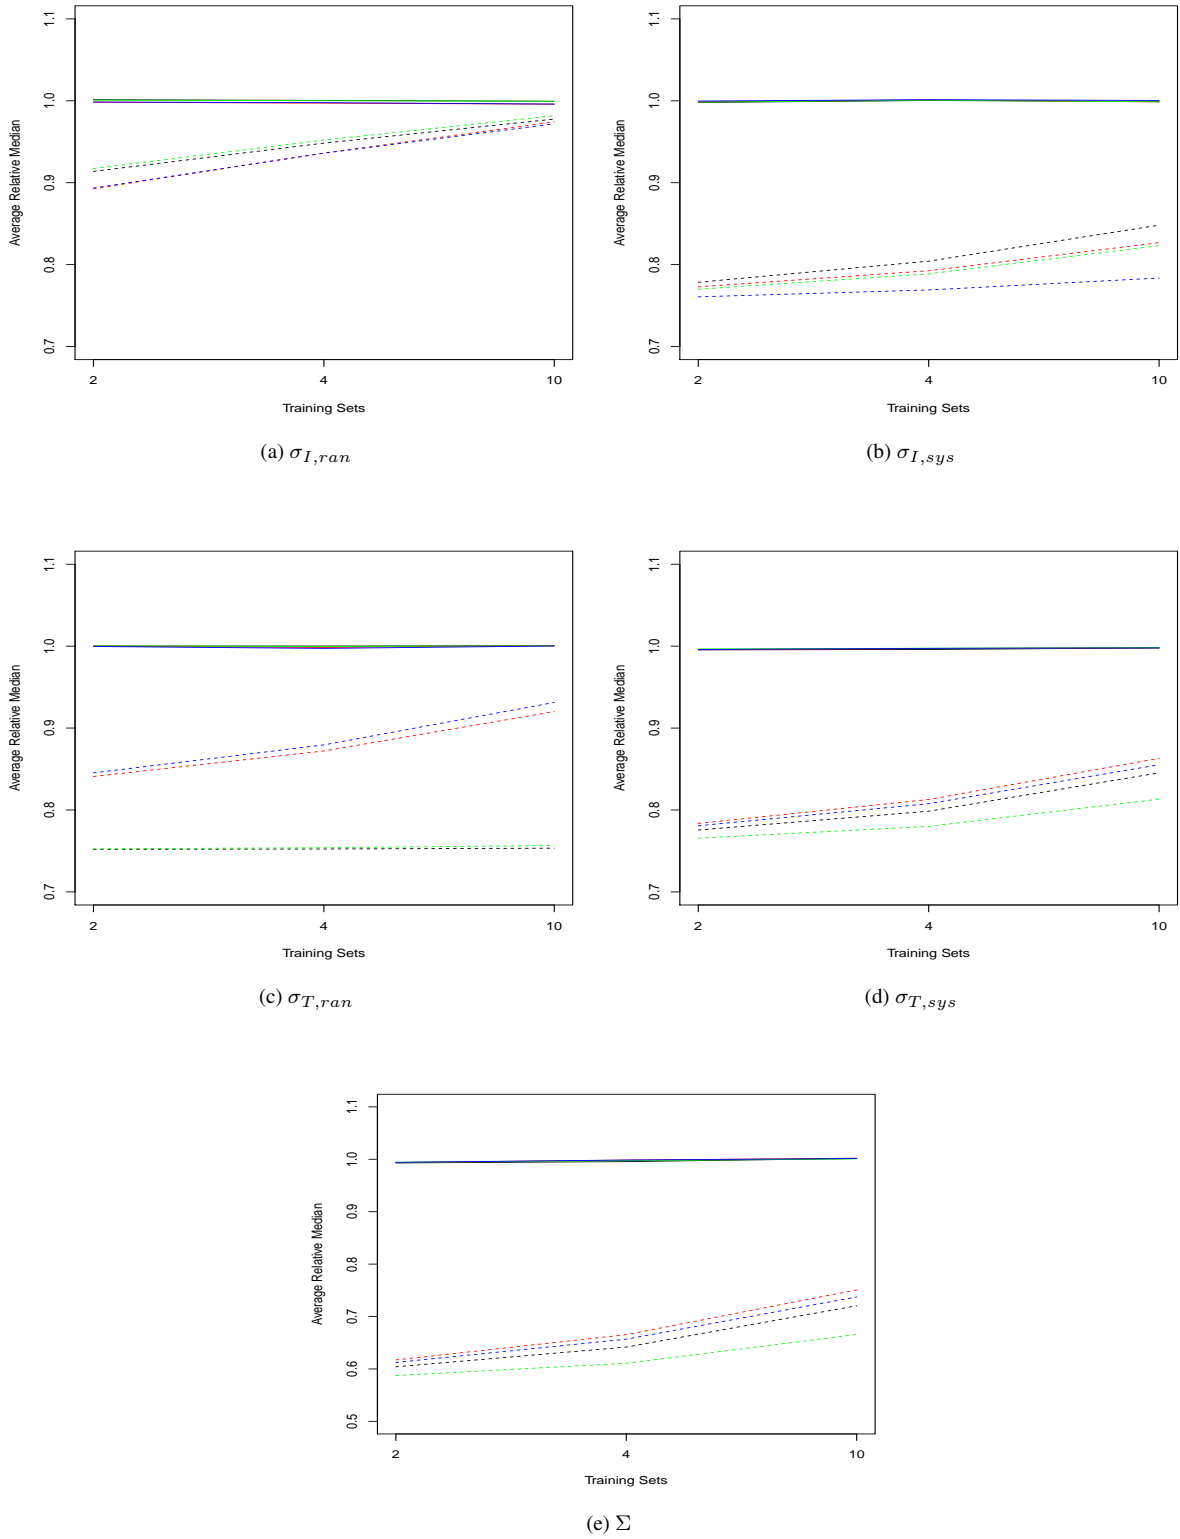 1.1
1.0
0.9
0.8
0.7
Average Relative Median
2 4 10
Training Sets
(a) σ_{I,ran}
1.1
1.0
0.9
0.8
0.7
Average Relative Median
2 4 10
Training Sets
(b) σ_{I,sys}
1.1
1.0
0.9
0.8
0.7
Average Relative Median
2 4 10
Training Sets
(c) σ_{T,ran}
1.1
1.0
0.9
0.8
0.7
Average Relative Median
2 4 10
Training Sets
(d) σ_{T,sys}
1.1
1.0
0.9
0.8
0.7
0.6
0.5
Average Relative Median
2 4 10
Training Sets
(e) Σ